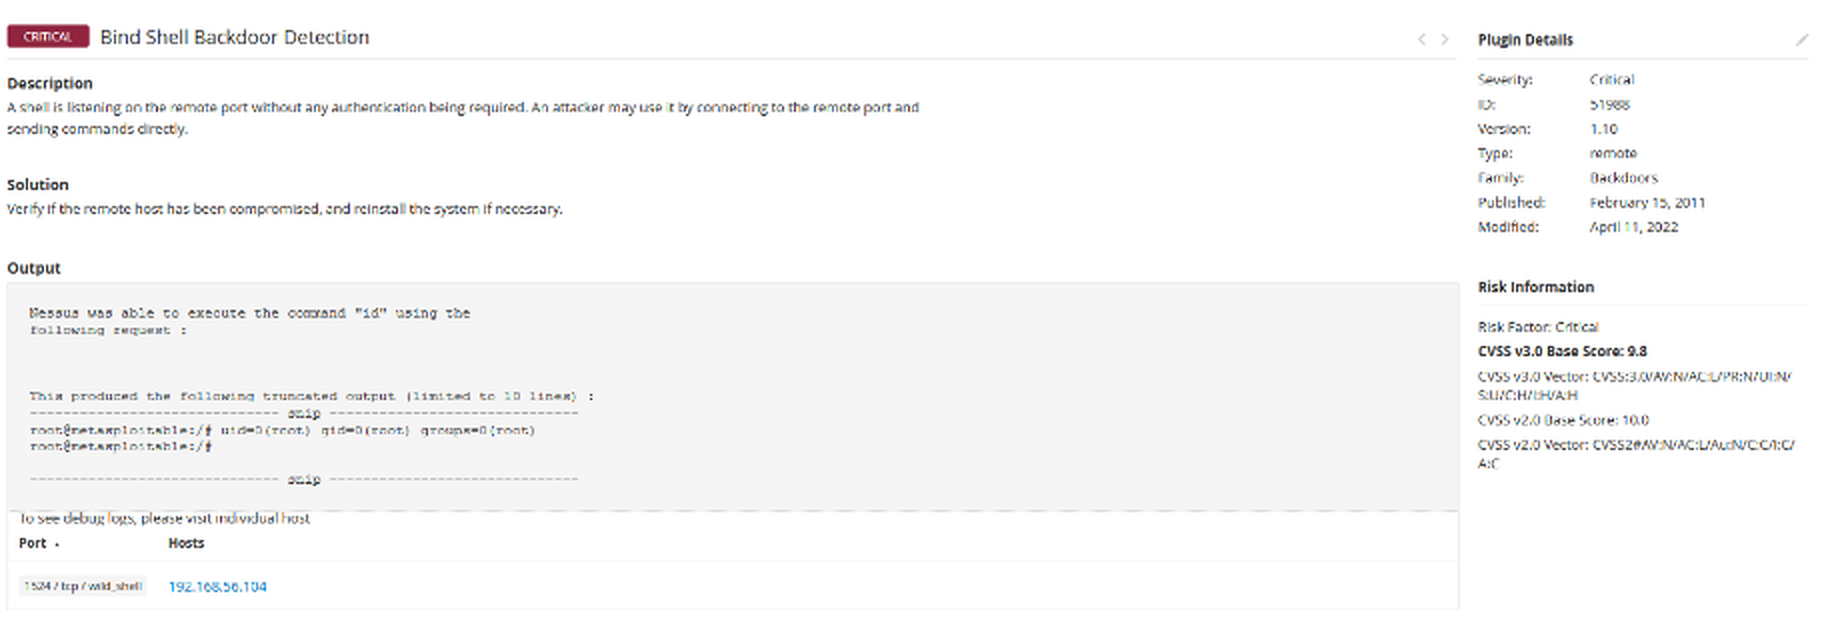 CRITICAL Bind Shell Backdoor Detection
Description
A shell is listening on the remote port without any authentication being required. An attacker may use it by connecting to the remote port and
sending commands directly.
Solution
Verify if the remote host has been compromised, and reinstall the system if necessary.
Output
Nessus was able to execute the command "id" using the
following request :
This produced the following truncated output (limited to 10 lines) :
------------------------------ snip ------------------------------
root@metasploitable:/# uid=0(root) gid=0(root) groups=0(root)
root@metasploitable:/#
------------------------------ snip ------------------------------
To see debug logs, please visit individual host
Port Hosts
1524 / tcp / wild_shell 192.168.56.104
Plugin Details
Severity: Critical
ID: 51988
Version: 1.10
Type: remote
Family: Backdoors
Published: February 15, 2011
Modified: April 11, 2022
Risk Information
Risk Factor: Critical
CVSS v3.0 Base Score: 9.8
CVSS v3.0 Vector: CVSS:3.0/AV:N/AC:L/PR:N/UI:N/
S:U/C:H/I:H/A:H
CVSS v2.0 Base Score: 10.0
CVSS v2.0 Vector: CVSS2#AV:N/AC:L/Au:N/C:C/I:C/
A:C